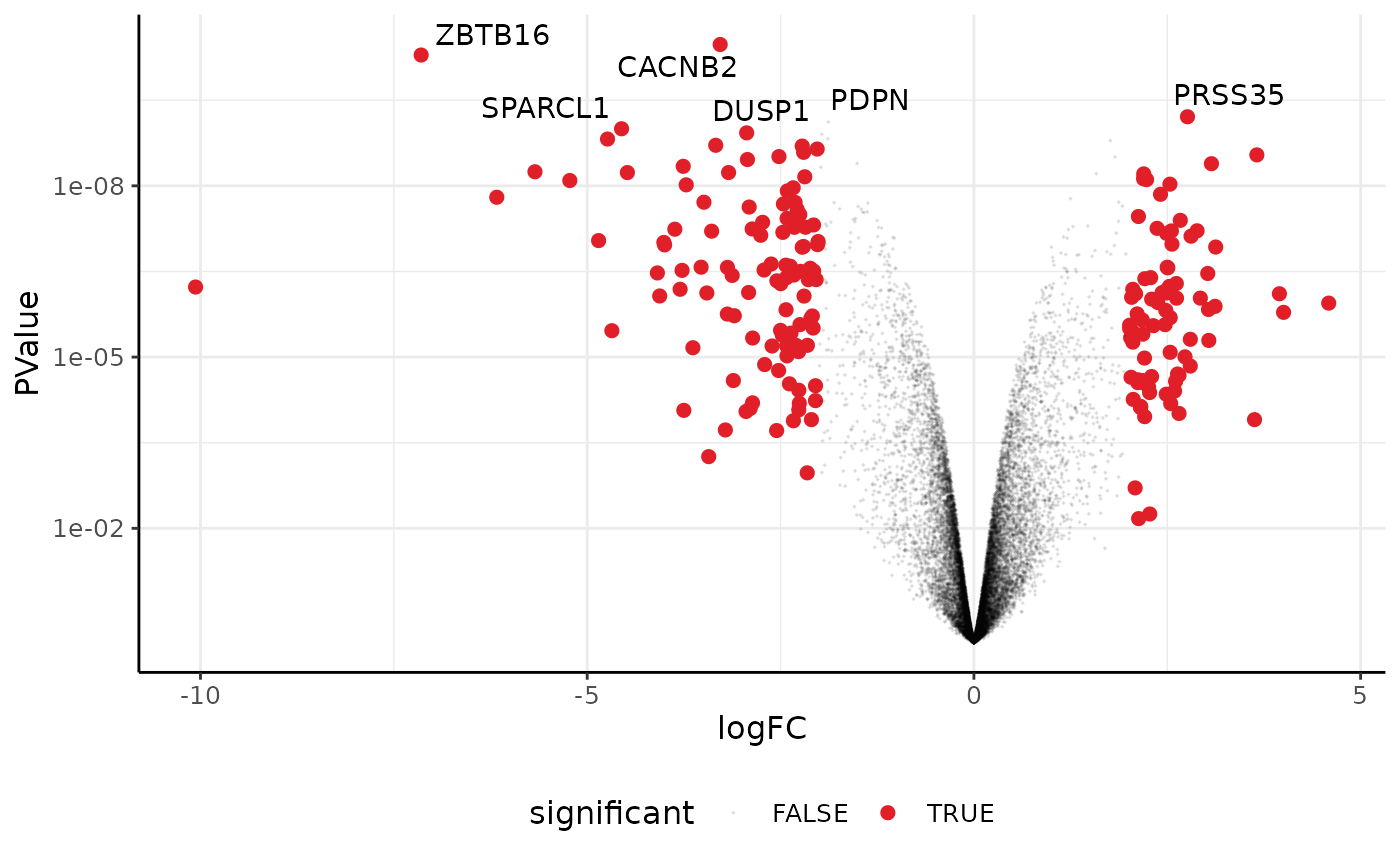 ZBTB16
CACNB2
SPARCL1
DUSP1
PDPN
PRSS35
1e-08
1e-05
1e-02
PValue
-10
-5
0
5
logFC
significant
FALSE
TRUE